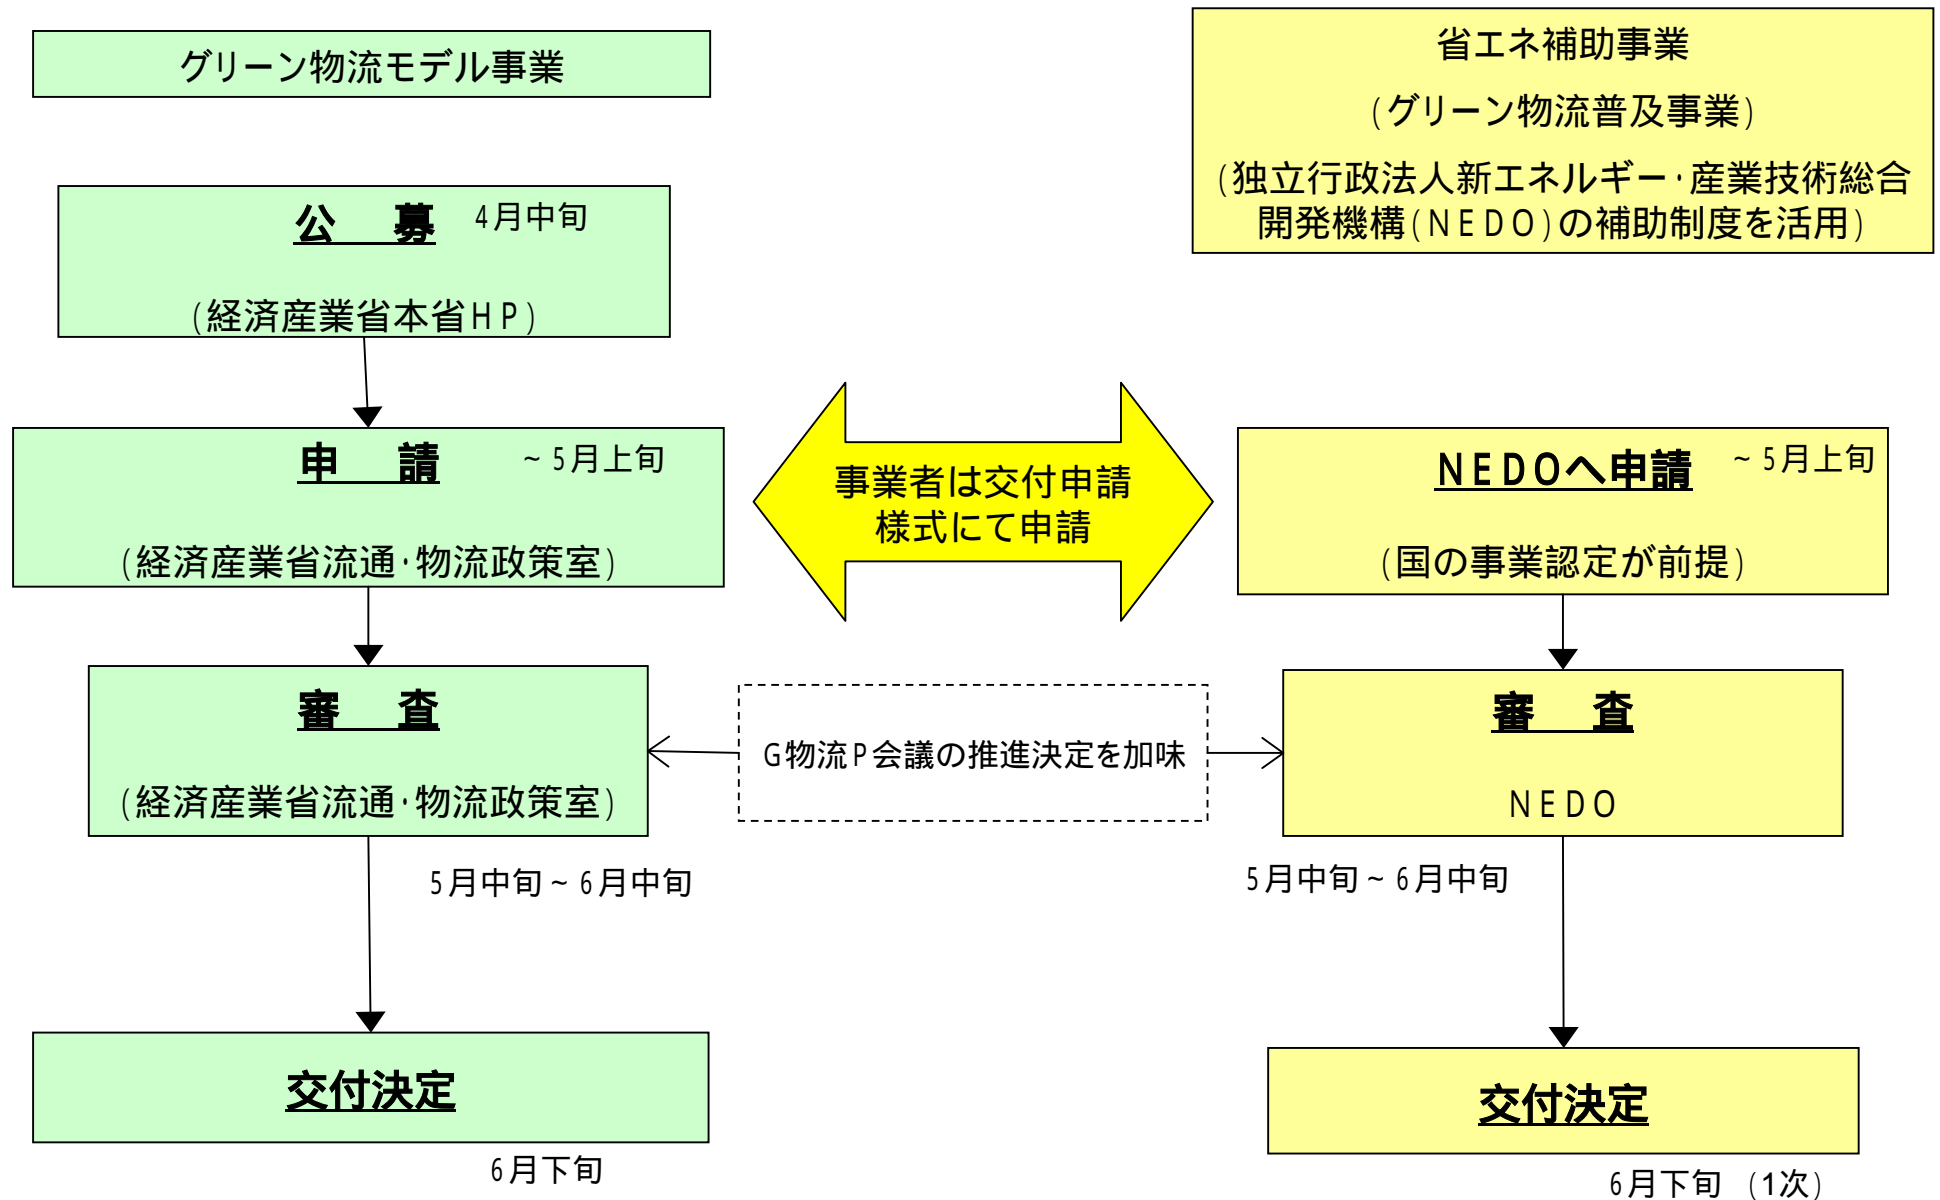 グリーン物流モデル事業
省エネ補助事業
(グリーン物流普及事業)
(独立行政法人新エネルギー・産業技術総合
開発機構(NEDO)の補助制度を活用)
公　募　4月中旬
(経済産業省本省HP)
申　請　～5月上旬
(経済産業省流通・物流政策室)
事業者は交付申請
様式にて申請
NEDOへ申請　～5月上旬
(国の事業認定が前提)
審　査
(経済産業省流通・物流政策室)
G物流P会議の推進決定を加味
審　査
NEDO
5月中旬～6月中旬
5月中旬～6月中旬
交付決定
6月下旬
交付決定
6月下旬 (1次)